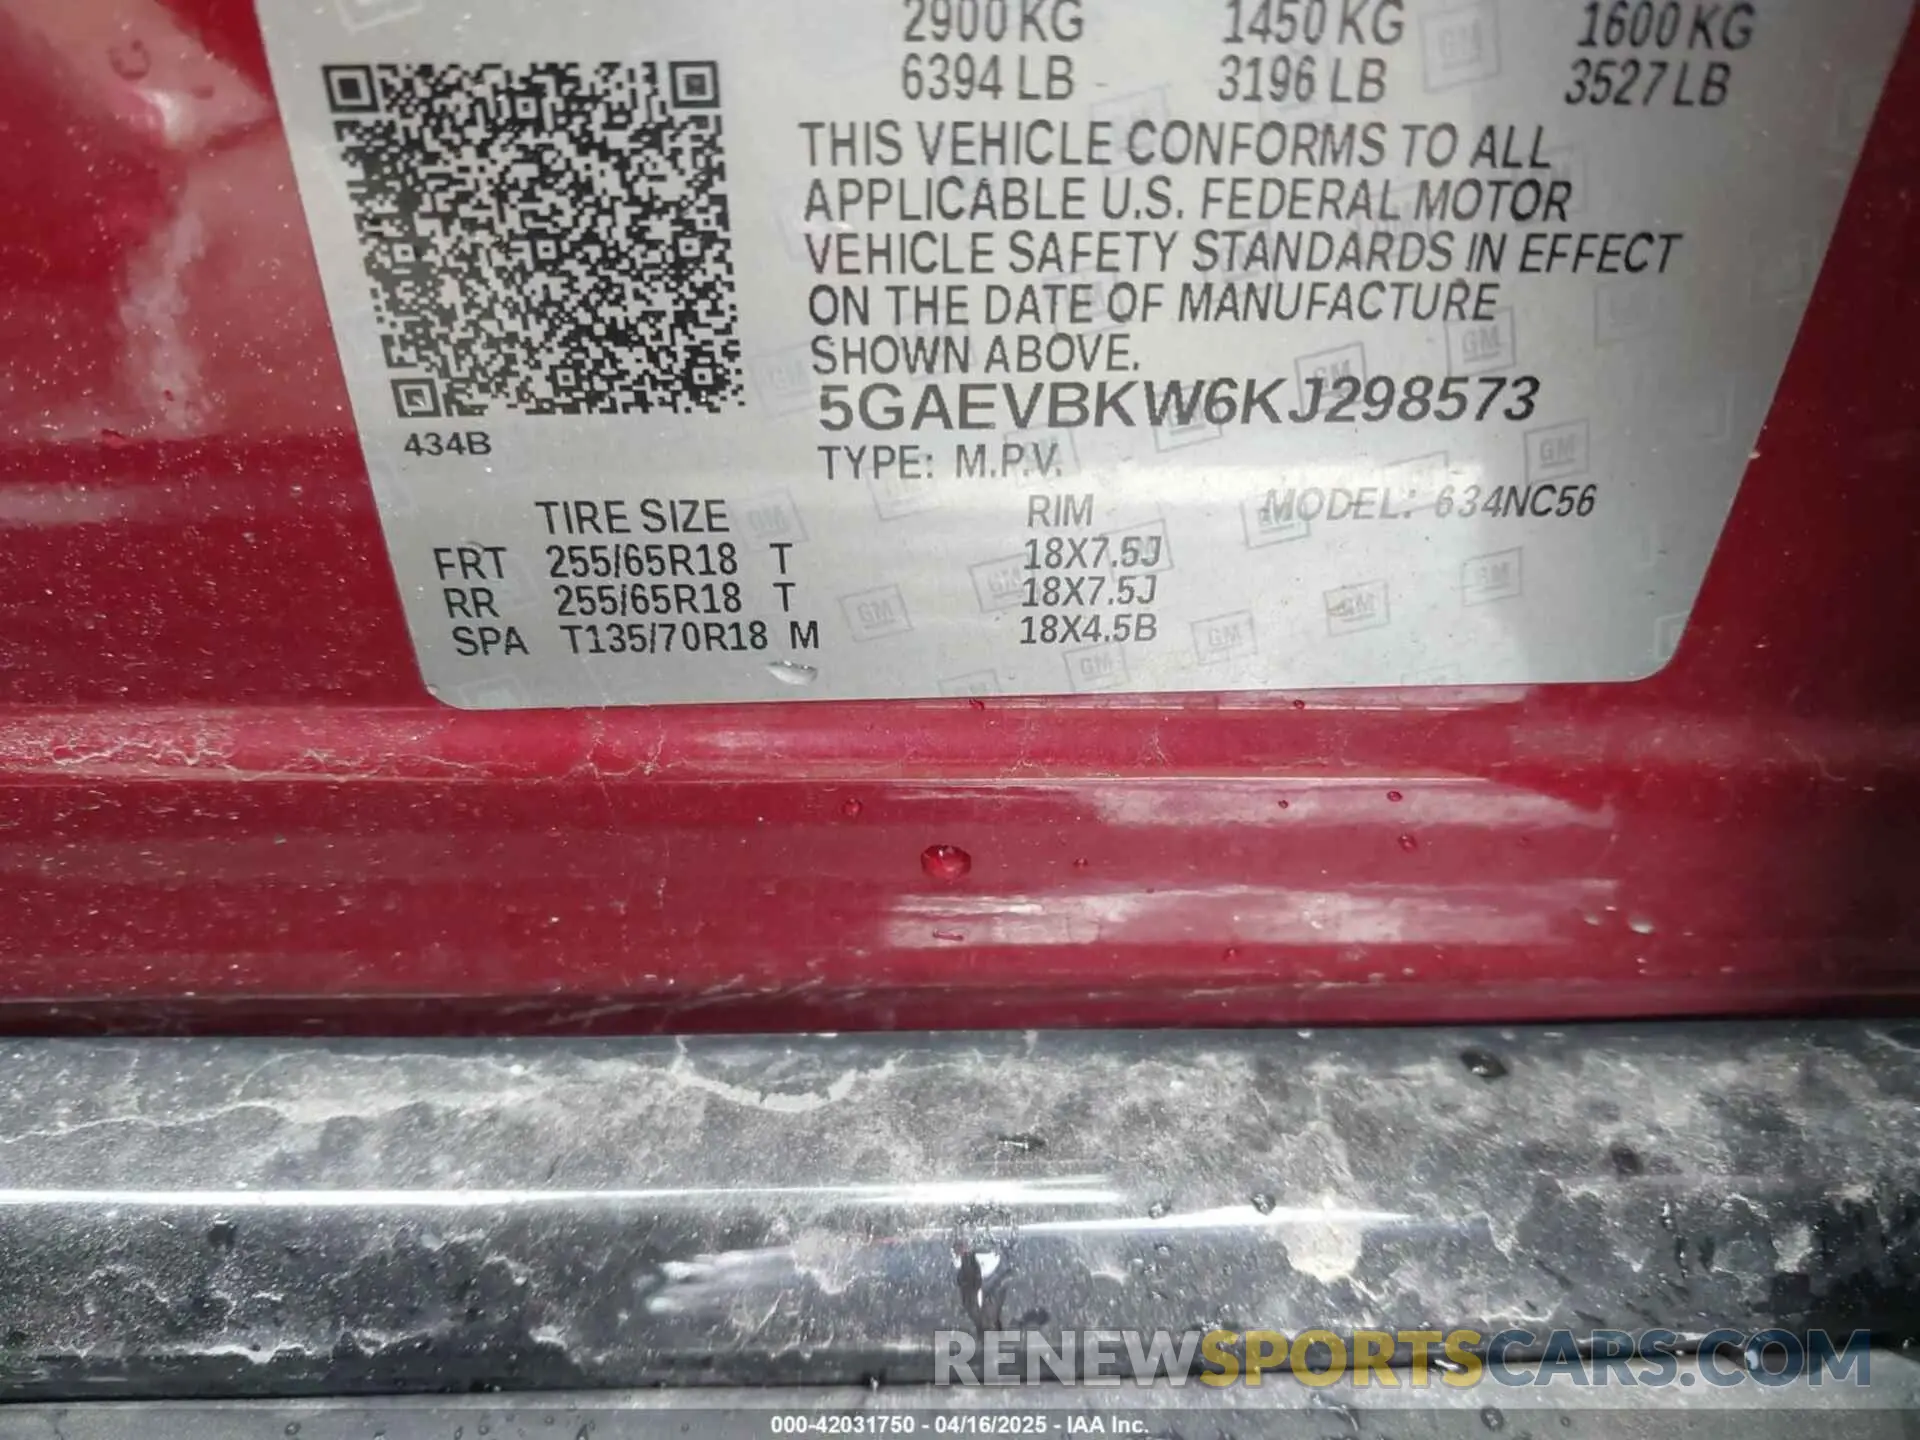 2900 KG 1450 KG 1600 KG
6394 LB 3196 LB 3527 LB
THIS VEHICLE CONFORMS TO ALL
APPLICABLE U.S. FEDERAL MOTOR
VEHICLE SAFETY STANDARDS IN EFFECT
ON THE DATE OF MANUFACTURE
SHOWN ABOVE.
5GAEVBKW6KJ298573
434B
TYPE: M.P.V.
TIRE SIZE RIM MODEL: 634NC56
FRT 255/65R18 T 18X7.5J
RR 255/65R18 T 18X7.5J
SPA T135/70R18 M 18X4.5B
RENEWSPORTSCARS.COM
000-42031750 - 04/16/2025 - IAA Inc.